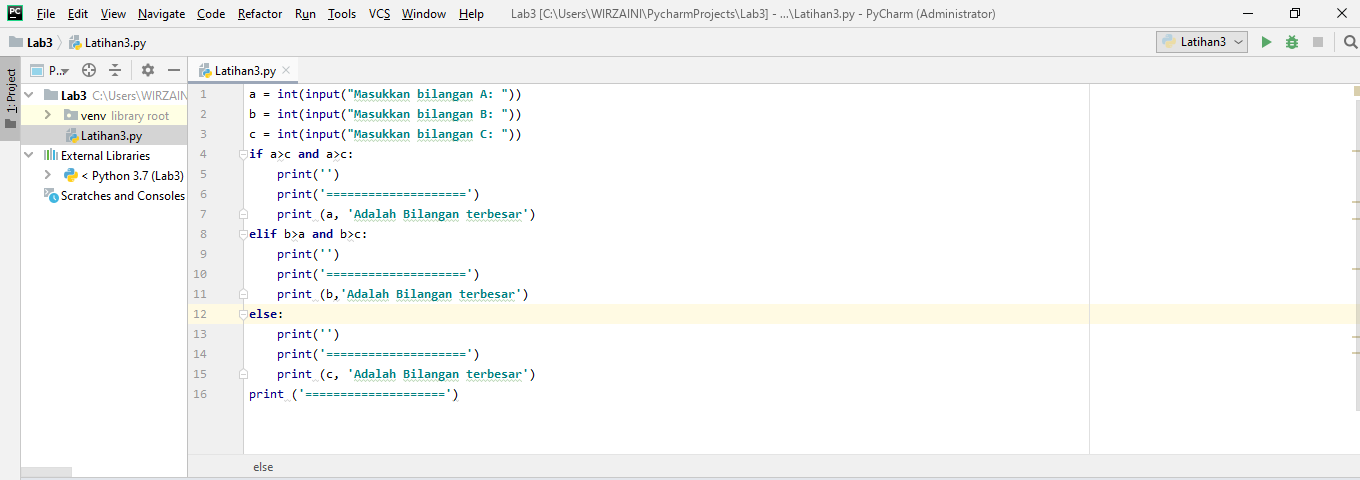 PC File Edit View Navigate Code Refactor Run Tools VCS Window Help Lab3 [C:\Users\WIRZAINI\PycharmProjects\Lab3] - ...\Latihan3.py - PyCharm (Administrator)
Lab3 Latihan3.py Latihan3
P.. Latihan3.py
1: Project
Lab3 C:\Users\WIRZAIN
venv library root
Latihan3.py
External Libraries
< Python 3.7 (Lab3)
Scratches and Consoles
1 a = int(input("Masukkan bilangan A: "))
2 b = int(input("Masukkan bilangan B: "))
3 c = int(input("Masukkan bilangan C: "))
4 if a>c and a>c:
5     print('')
6     print('====================')
7     print (a, 'Adalah Bilangan terbesar')
8 elif b>a and b>c:
9     print('')
10     print('====================')
11     print (b,'Adalah Bilangan terbesar')
12 else:
13     print('')
14     print('====================')
15     print (c, 'Adalah Bilangan terbesar')
16 print ('====================')
else